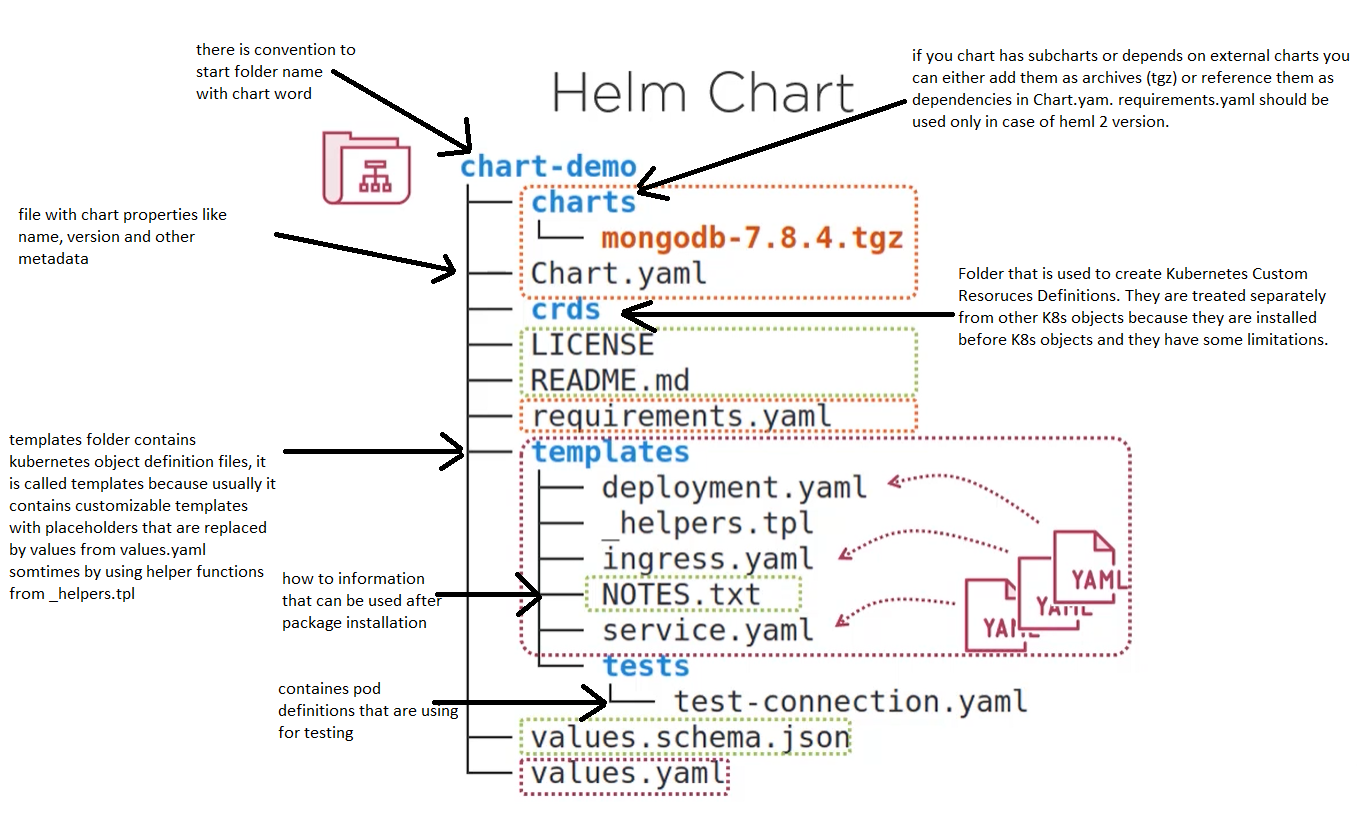 there is convention to
start folder name
with chart word
Helm Chart
if you chart has subcharts or depends on external charts you
can either add them as archives (tgz) or reference them as
dependencies in Chart.yam. requirements.yaml should be
used only in case of heml 2 version.
chart-demo
charts
mongodb-7.8.4.tgz
file with chart properties like
name, version and other
metadata
Chart.yaml
crds
Folder that is used to create Kubernetes Custom
Resoruces Definitions. They are treated separately
from other K8s objects because they are installed
before K8s objects and they have some limitations.
LICENSE
README.md
requirements.yaml
templates folder contains
kubernetes object definition files, it
is called templates because usually it
contains customizable templates
with placeholders that are replaced
by values from values.yaml
somtimes by using helper functions
from _helpers.tpl
templates
deployment.yaml
_helpers.tpl
ingress.yaml
how to information
that can be used after
package installation
NOTES.txt
service.yaml
YAML
YAML
YAML
tests
containes pod
definitions that are using
for testing
test-connection.yaml
values.schema.json
values.yaml